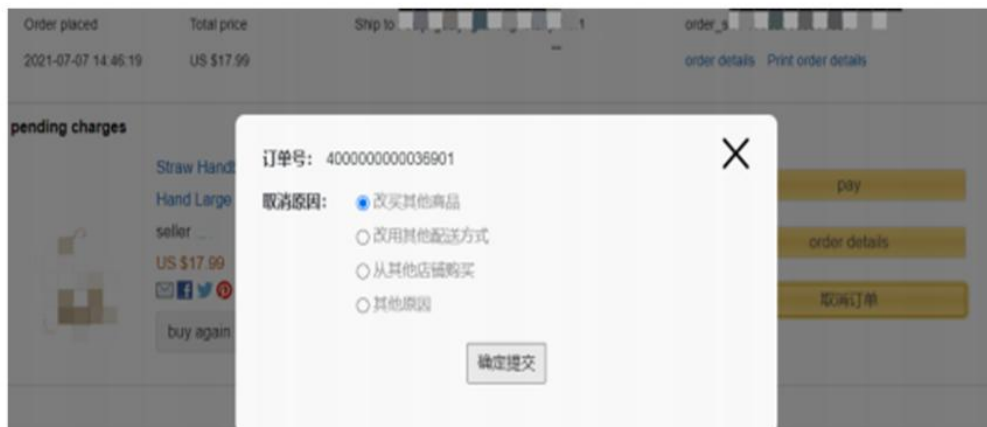 Order placed Total price Ship to 1 order_s
2021-07-07 14:46:19 US $17.99 order details Print order details
pending charges
订单号： 4000000000036901
Straw Hand
取消原因： 改买其他商品
pay
Hand Large
改用其他配送方式
seller
order details
US $17.99
从其他店铺购买
其他原因
取消订单
buy again
确定提交